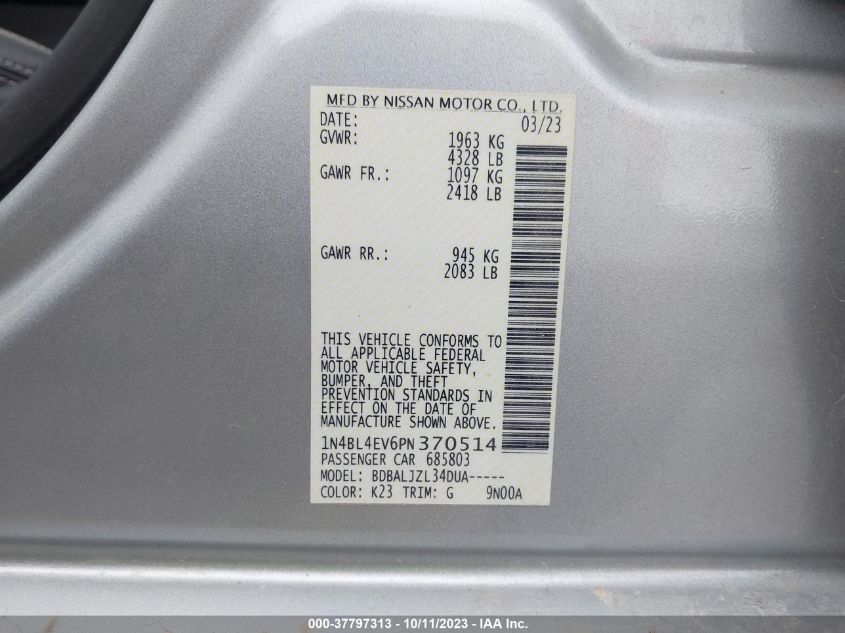 MFD BY NISSAN MOTOR CO., LTD.
DATE: 03/23
GVWR: 1963 KG
4328 LB
GAWR FR.: 1097 KG
2418 LB
GAWR RR.: 945 KG
2083 LB
THIS VEHICLE CONFORMS TO
ALL APPLICABLE FEDERAL
MOTOR VEHICLE SAFETY,
BUMPER, AND THEFT
PREVENTION STANDARDS IN
EFFECT ON THE DATE OF
MANUFACTURE SHOWN ABOVE.
1N4BL4EV6PN370514
PASSENGER CAR 685803
MODEL: BDBALJZL34DUA-----
COLOR: K23 TRIM: G 9N00A
000-37797313 - 10/11/2023 - IAA Inc.